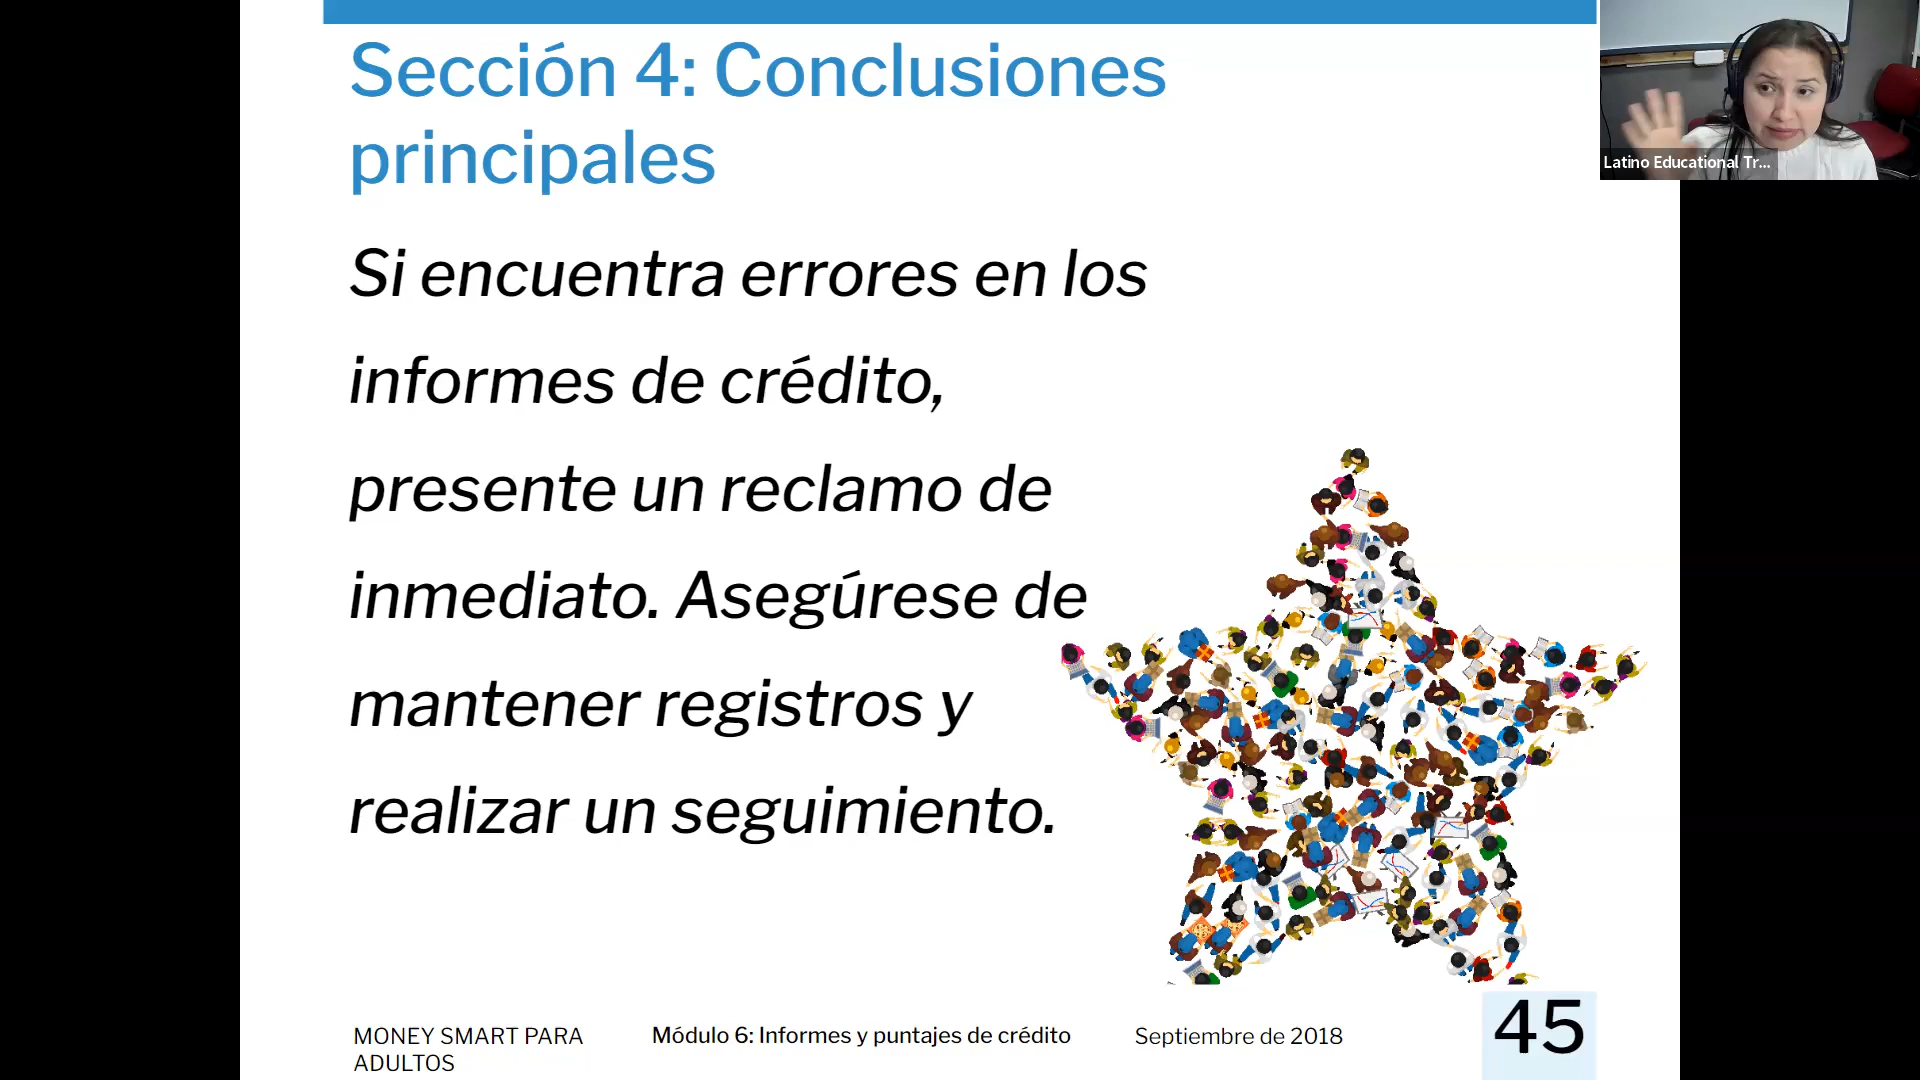 Sección 4: Conclusiones
principales
Si encuentra errores en los
informes de crédito,
presente un reclamo de
inmediato. Asegúrese de
mantener registros y
realizar un seguimiento.
Latino Educational Tr...
MONEY SMART PARA
ADULTOS
Módulo 6: Informes y puntajes de crédito
Septiembre de 2018
45